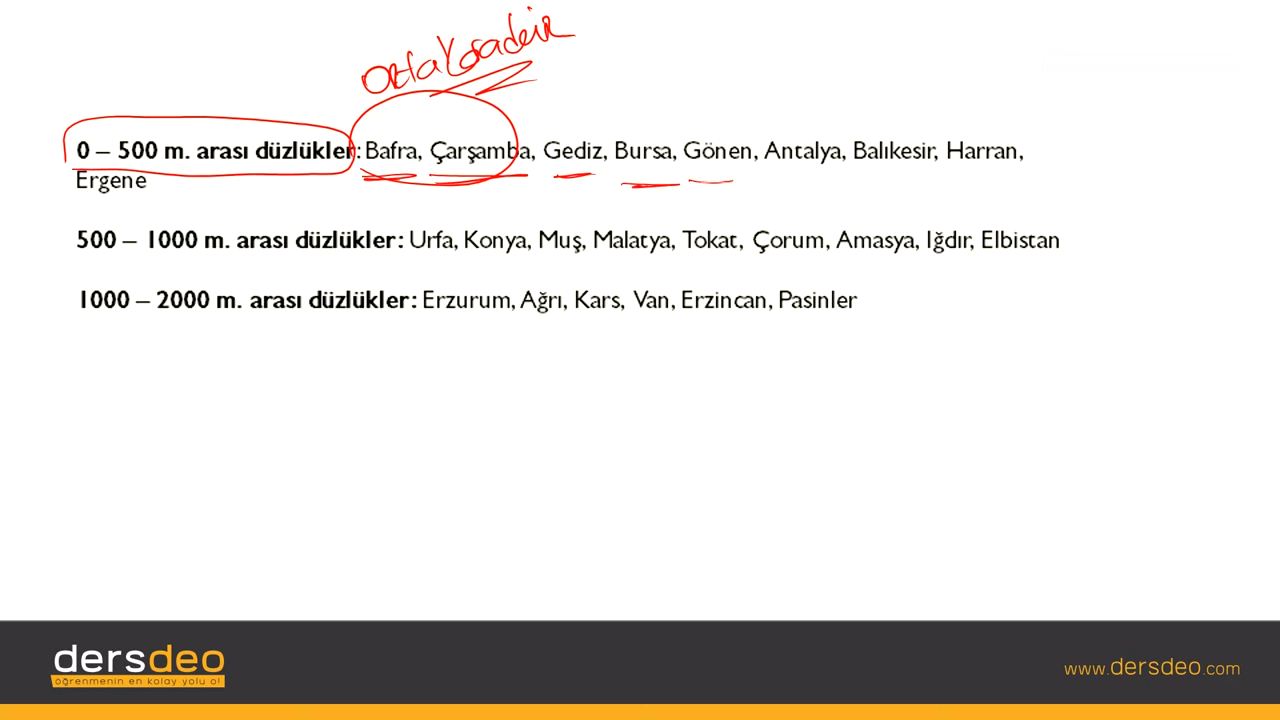 Orta Karadeniz
0 – 500 m. arası düzlükler: Bafra, Çarşamba, Gediz, Bursa, Gönen, Antalya, Balıkesir, Harran,
Ergene
500 – 1000 m. arası düzlükler: Urfa, Konya, Muş, Malatya, Tokat, Çorum, Amasya, Iğdır, Elbistan
1000 – 2000 m. arası düzlükler: Erzurum, Ağrı, Kars, Van, Erzincan, Pasinler
dersdeo
öğrenmenin en kolay yolu o!
www.dersdeo.com